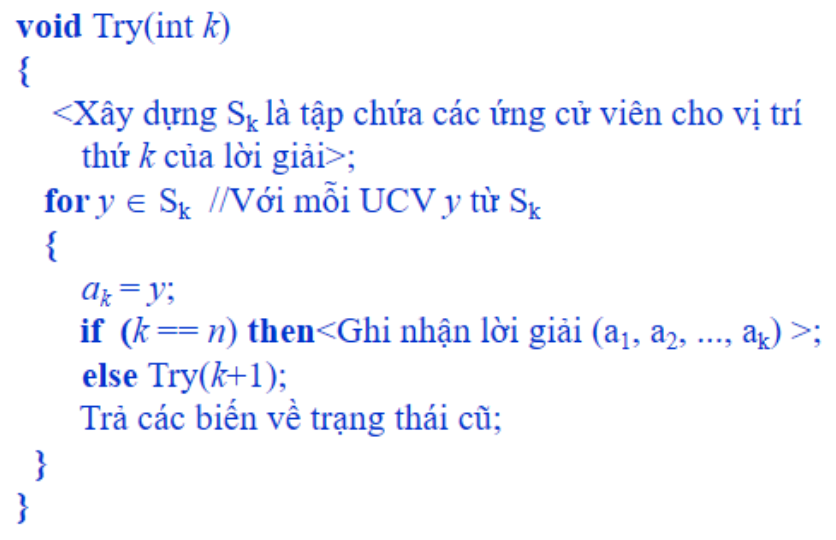 void Try(int k)
{
<Xây dựng Sk là tập chứa các ứng cử viên cho vị trí
thứ k của lời giải>;
for y ∈ Sk //Với mỗi UCV y từ Sk
{
ak = y;
if (k == n) then<Ghi nhận lời giải (a1, a2, ..., ak) >;
else Try(k+1);
Trả các biến về trạng thái cũ;
}
}